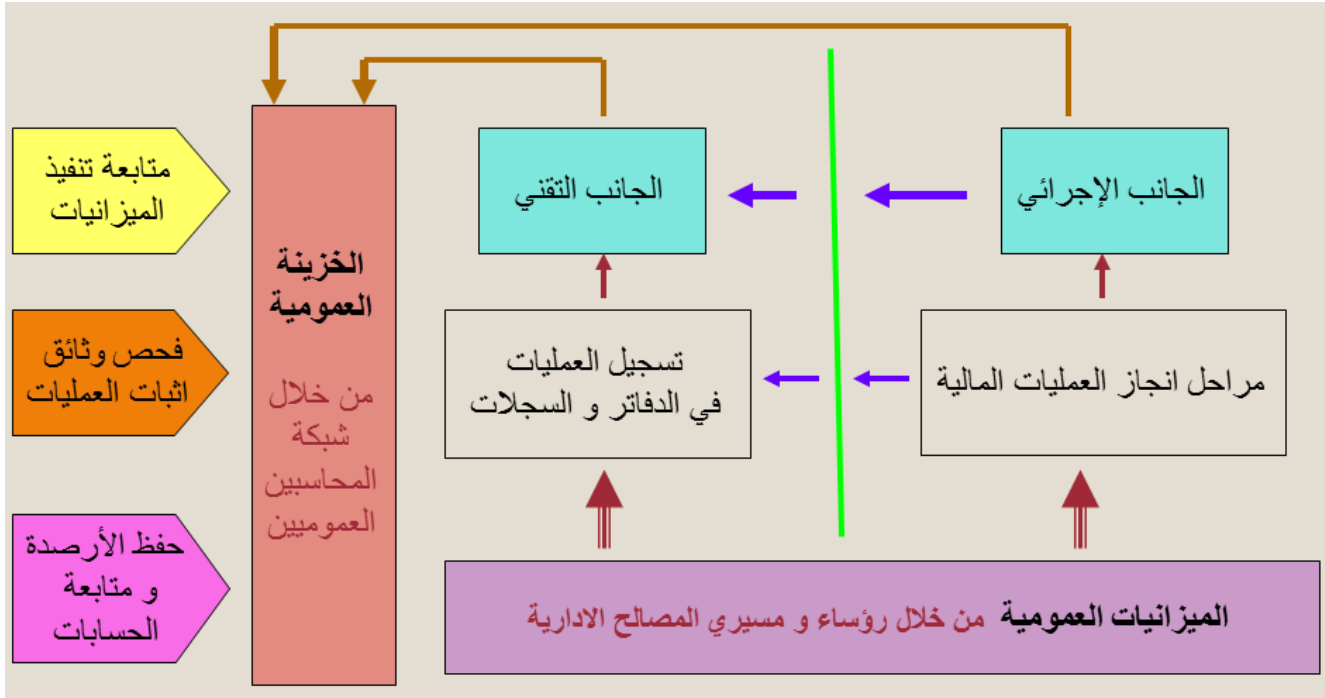 الجانب الإجرائي
الجانب التقني
مراحل انجاز العمليات المالية
تسجيل العمليات
في الدفاتر و السجلات
الميزانيات العمومية من خلال رؤساء و مسيري المصالح الادارية
الخزينة
العمومية
من خلال
شبكة
المحاسبين
العموميين
متابعة تنفيذ
الميزانيات
فحص وثائق
اثبات العمليات
حفظ الأرصدة
و متابعة
الحسابات